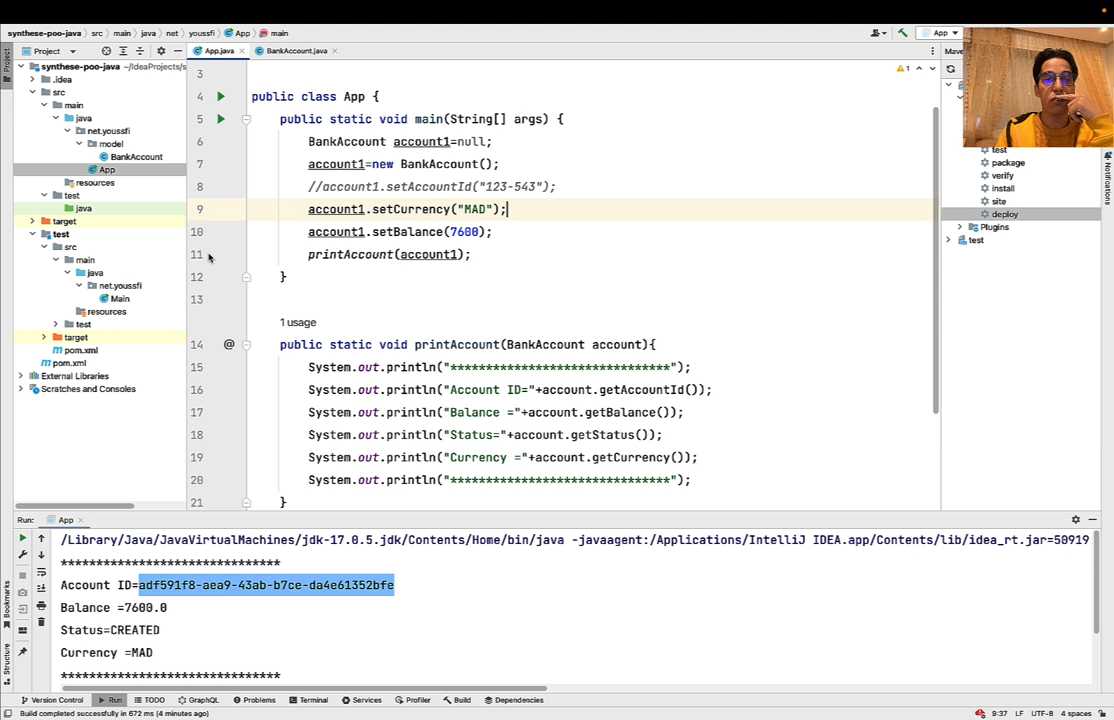 synthese-poo-java › src › main › java › net › youssfi › App › main
App
Project
App.java
BankAccount.java
Maven
synthese-poo-java ~/IdeaProjects/s
.idea
src
main
java
net.youssfi
model
BankAccount
App
resources
test
java
target
test
src
main
java
net.youssfi
Main
resources
test
target
pom.xml
pom.xml
External Libraries
Scratches and Consoles
3
4 public class App {
5 public static void main(String[] args) {
6 BankAccount account1=null;
7 account1=new BankAccount();
8 //account1.setAccountId("123-543");
9 account1.setCurrency("MAD");
10 account1.setBalance(7600);
11 printAccount(account1);
12 }
13
1 usage
14 @ public static void printAccount(BankAccount account){
15 System.out.println("*******************************");
16 System.out.println("Account ID="+account.getAccountId());
17 System.out.println("Balance ="+account.getBalance());
18 System.out.println("Status="+account.getStatus());
19 System.out.println("Currency ="+account.getCurrency());
20 System.out.println("*******************************");
21 }
1
test
package
verify
install
site
deploy
Plugins
test
Notifications
Project
Bookmarks
Structure
Run: App
/Library/Java/JavaVirtualMachines/jdk-17.0.5.jdk/Contents/Home/bin/java -javaagent:/Applications/IntelliJ IDEA.app/Contents/lib/idea_rt.jar=50919
*******************************
Account ID=adf591f8-aea9-43ab-b7ce-da4e61352bfe
Balance =7600.0
Status=CREATED
Currency =MAD
*******************************
Version Control Run TODO GraphQL Problems Terminal Services Profiler Build Dependencies
Build completed successfully in 672 ms (4 minutes ago)
9:37 LF UTF-8 4 spaces